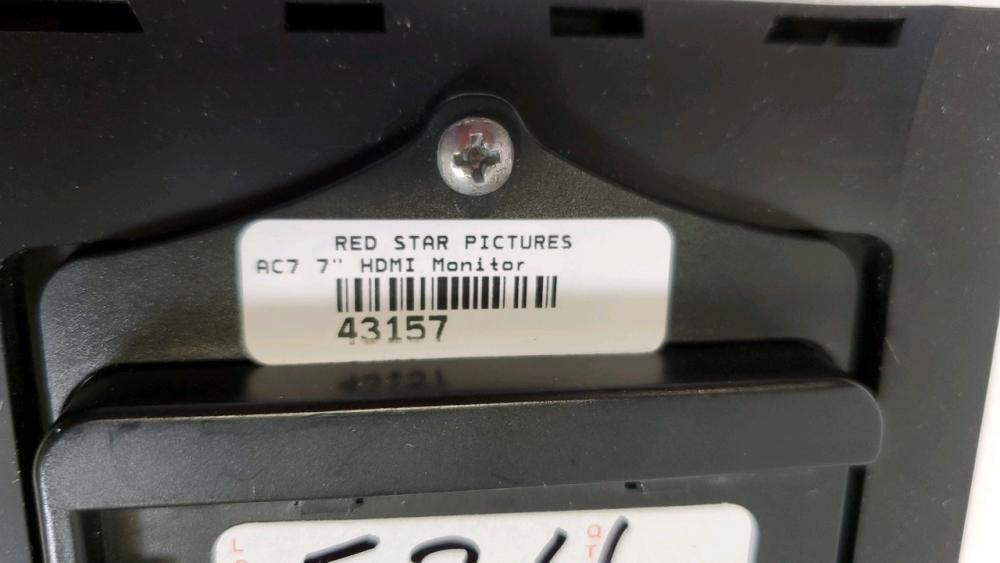 RED STAR PICTURES
AC7 7" HDMI Monitor
43157